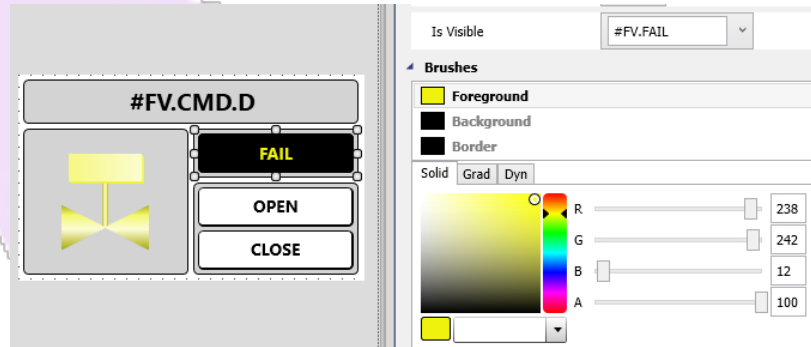 #FV.CMD.D
FAIL
OPEN
CLOSE
Is Visible
#FV.FAIL
Brushes
Foreground
Background
Border
Solid Grad Dyn
R 238
G 242
B 12
A 100